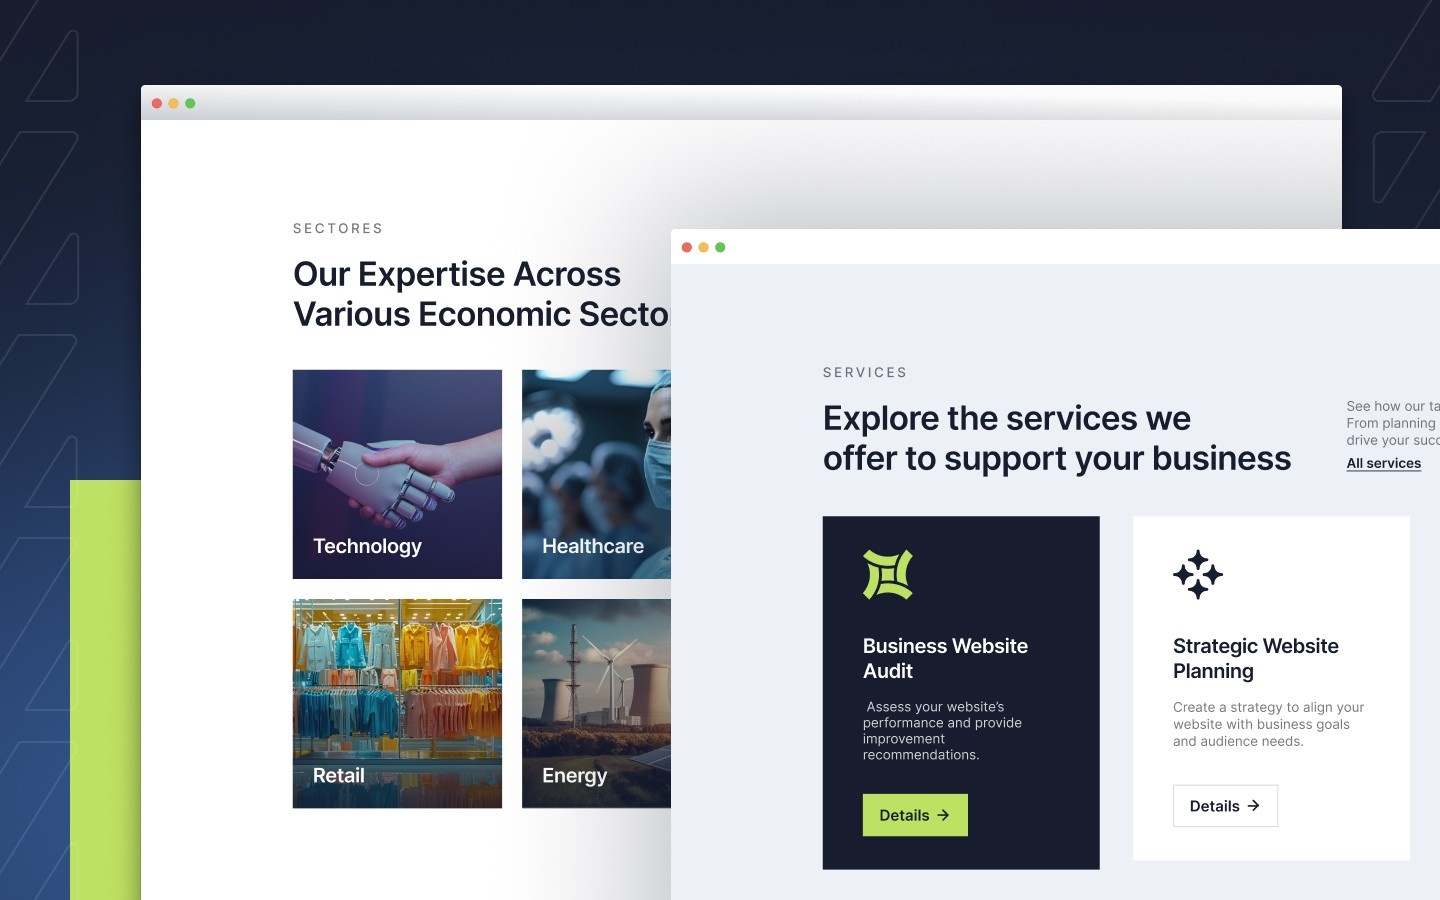 SECTORES
Our Expertise Across
Various Economic Secto
Technology
Healthcare
Retail
Energy
SERVICES
Explore the services we
offer to support your business
See how our ta
From planning
drive your succ
All services
Business Website
Audit
Assess your website’s
performance and provide
improvement
recommendations.
Details →
Strategic Website
Planning
Create a strategy to align your
website with business goals
and audience needs.
Details →